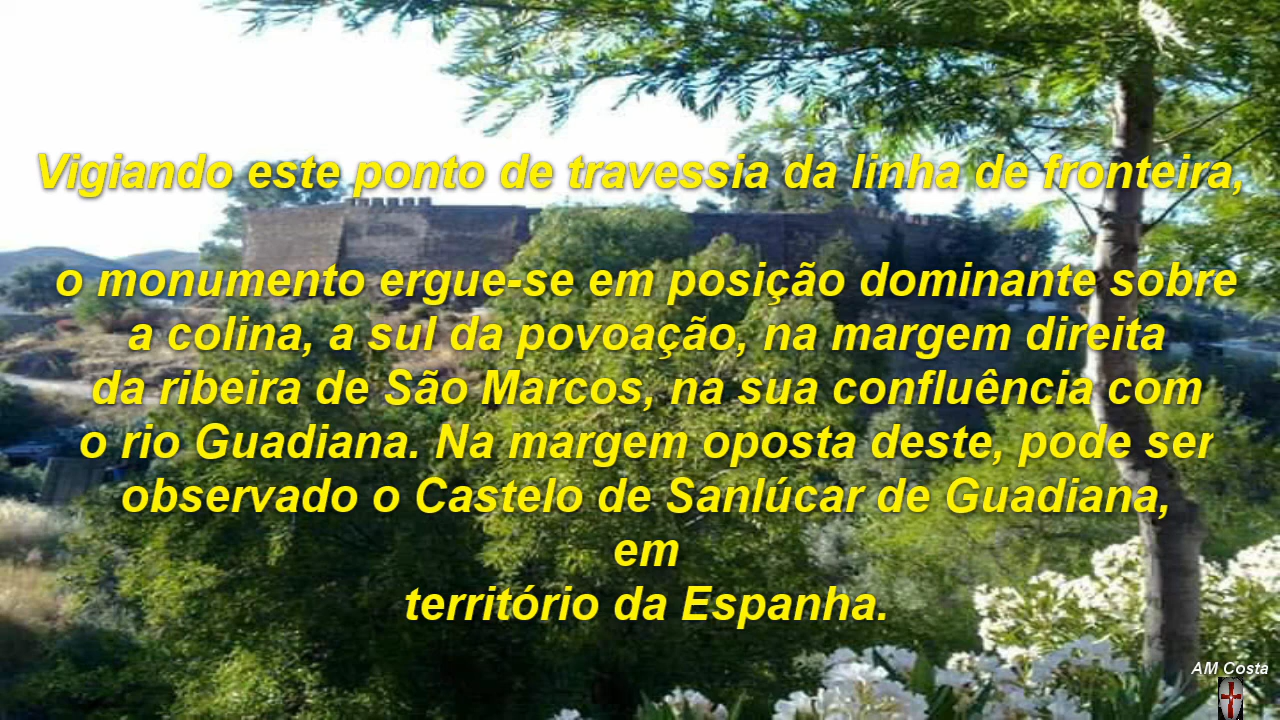 Vigiando este ponto de travessia da linha de fronteira,
o monumento ergue-se em posição dominante sobre
a colina, a sul da povoação, na margem direita
da ribeira de São Marcos, na sua confluência com
o rio Guadiana. Na margem oposta deste, pode ser
observado o Castelo de Sanlúcar de Guadiana,
em
território da Espanha.
AM Costa